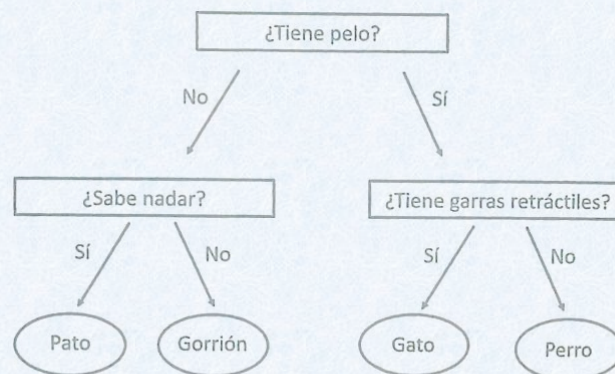 ¿Tiene pelo?
No
Sí
¿Sabe nadar?
¿Tiene garras retráctiles?
Sí
No
Sí
No
Pato
Gorrión
Gato
Perro